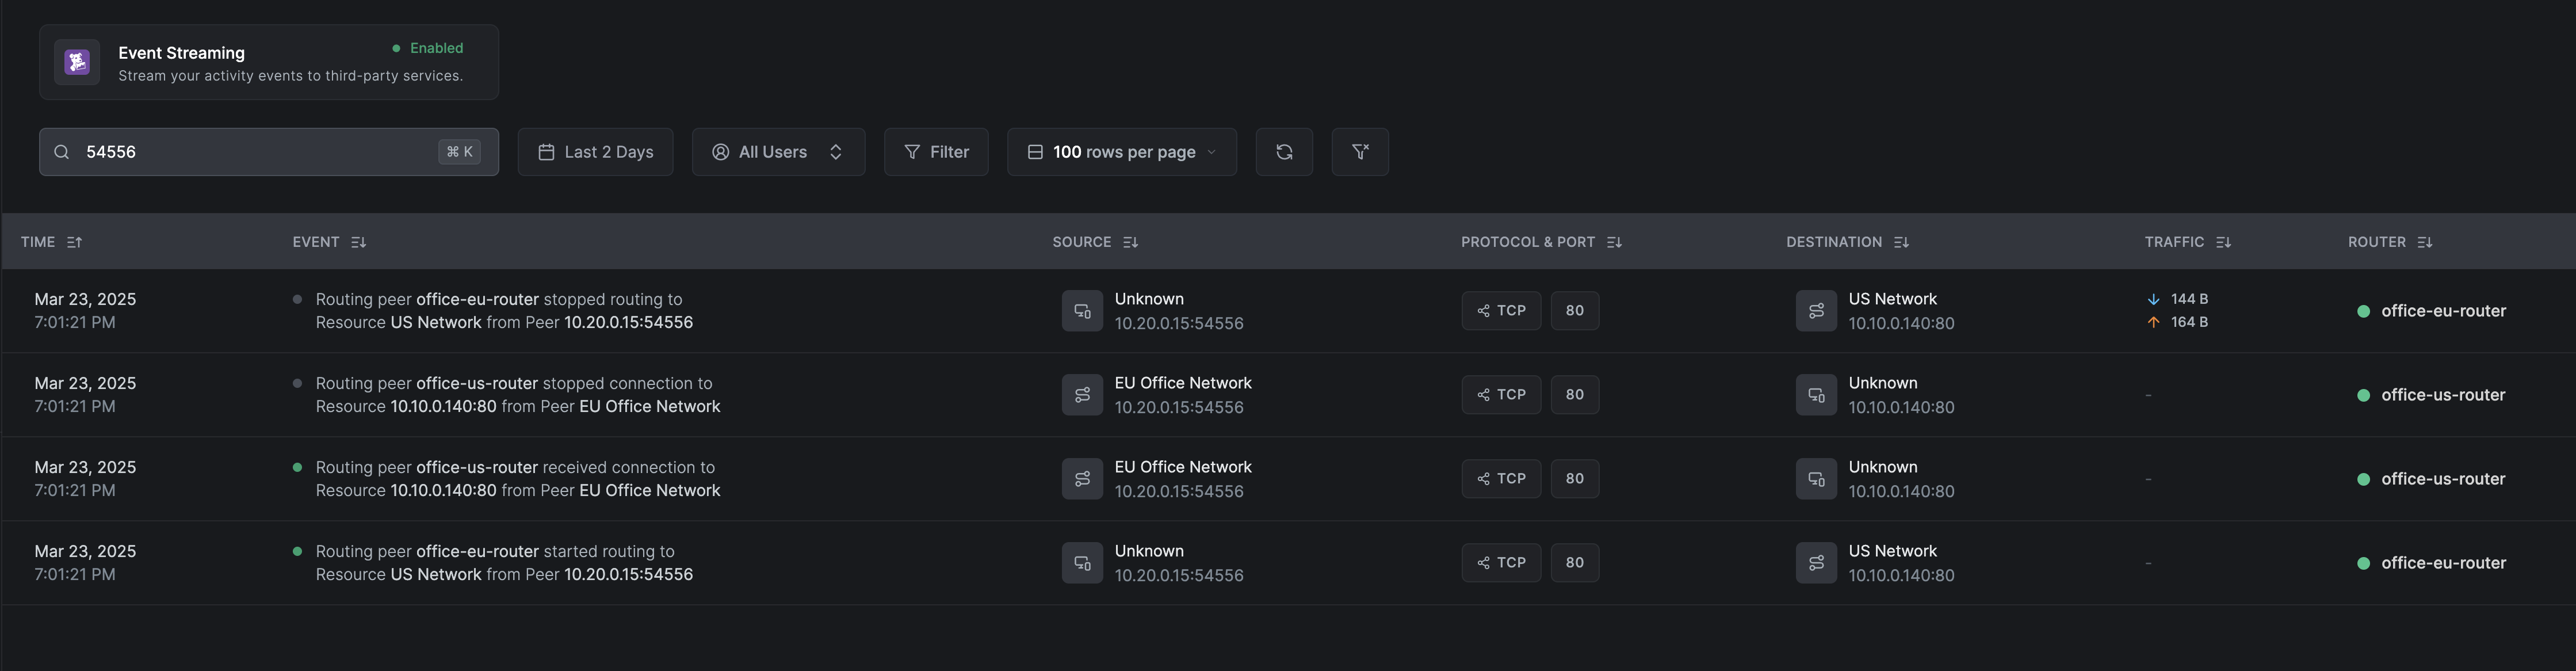 Event Streaming
Enabled
Stream your activity events to third-party services.
54556
⌘ K
Last 2 Days
All Users
Filter
100 rows per page
TIME EVENT SOURCE PROTOCOL & PORT DESTINATION TRAFFIC ROUTER
Mar 23, 2025
7:01:21 PM
Routing peer office-eu-router stopped routing to
Resource US Network from Peer 10.20.0.15:54556
Unknown
10.20.0.15:54556
TCP
80
US Network
10.10.0.140:80
144 B
164 B
office-eu-router
Mar 23, 2025
7:01:21 PM
Routing peer office-us-router stopped connection to
Resource 10.10.0.140:80 from Peer EU Office Network
EU Office Network
10.20.0.15:54556
TCP
80
Unknown
10.10.0.140:80
-
office-us-router
Mar 23, 2025
7:01:21 PM
Routing peer office-us-router received connection to
Resource 10.10.0.140:80 from Peer EU Office Network
EU Office Network
10.20.0.15:54556
TCP
80
Unknown
10.10.0.140:80
-
office-us-router
Mar 23, 2025
7:01:21 PM
Routing peer office-eu-router started routing to
Resource US Network from Peer 10.20.0.15:54556
Unknown
10.20.0.15:54556
TCP
80
US Network
10.10.0.140:80
-
office-eu-router